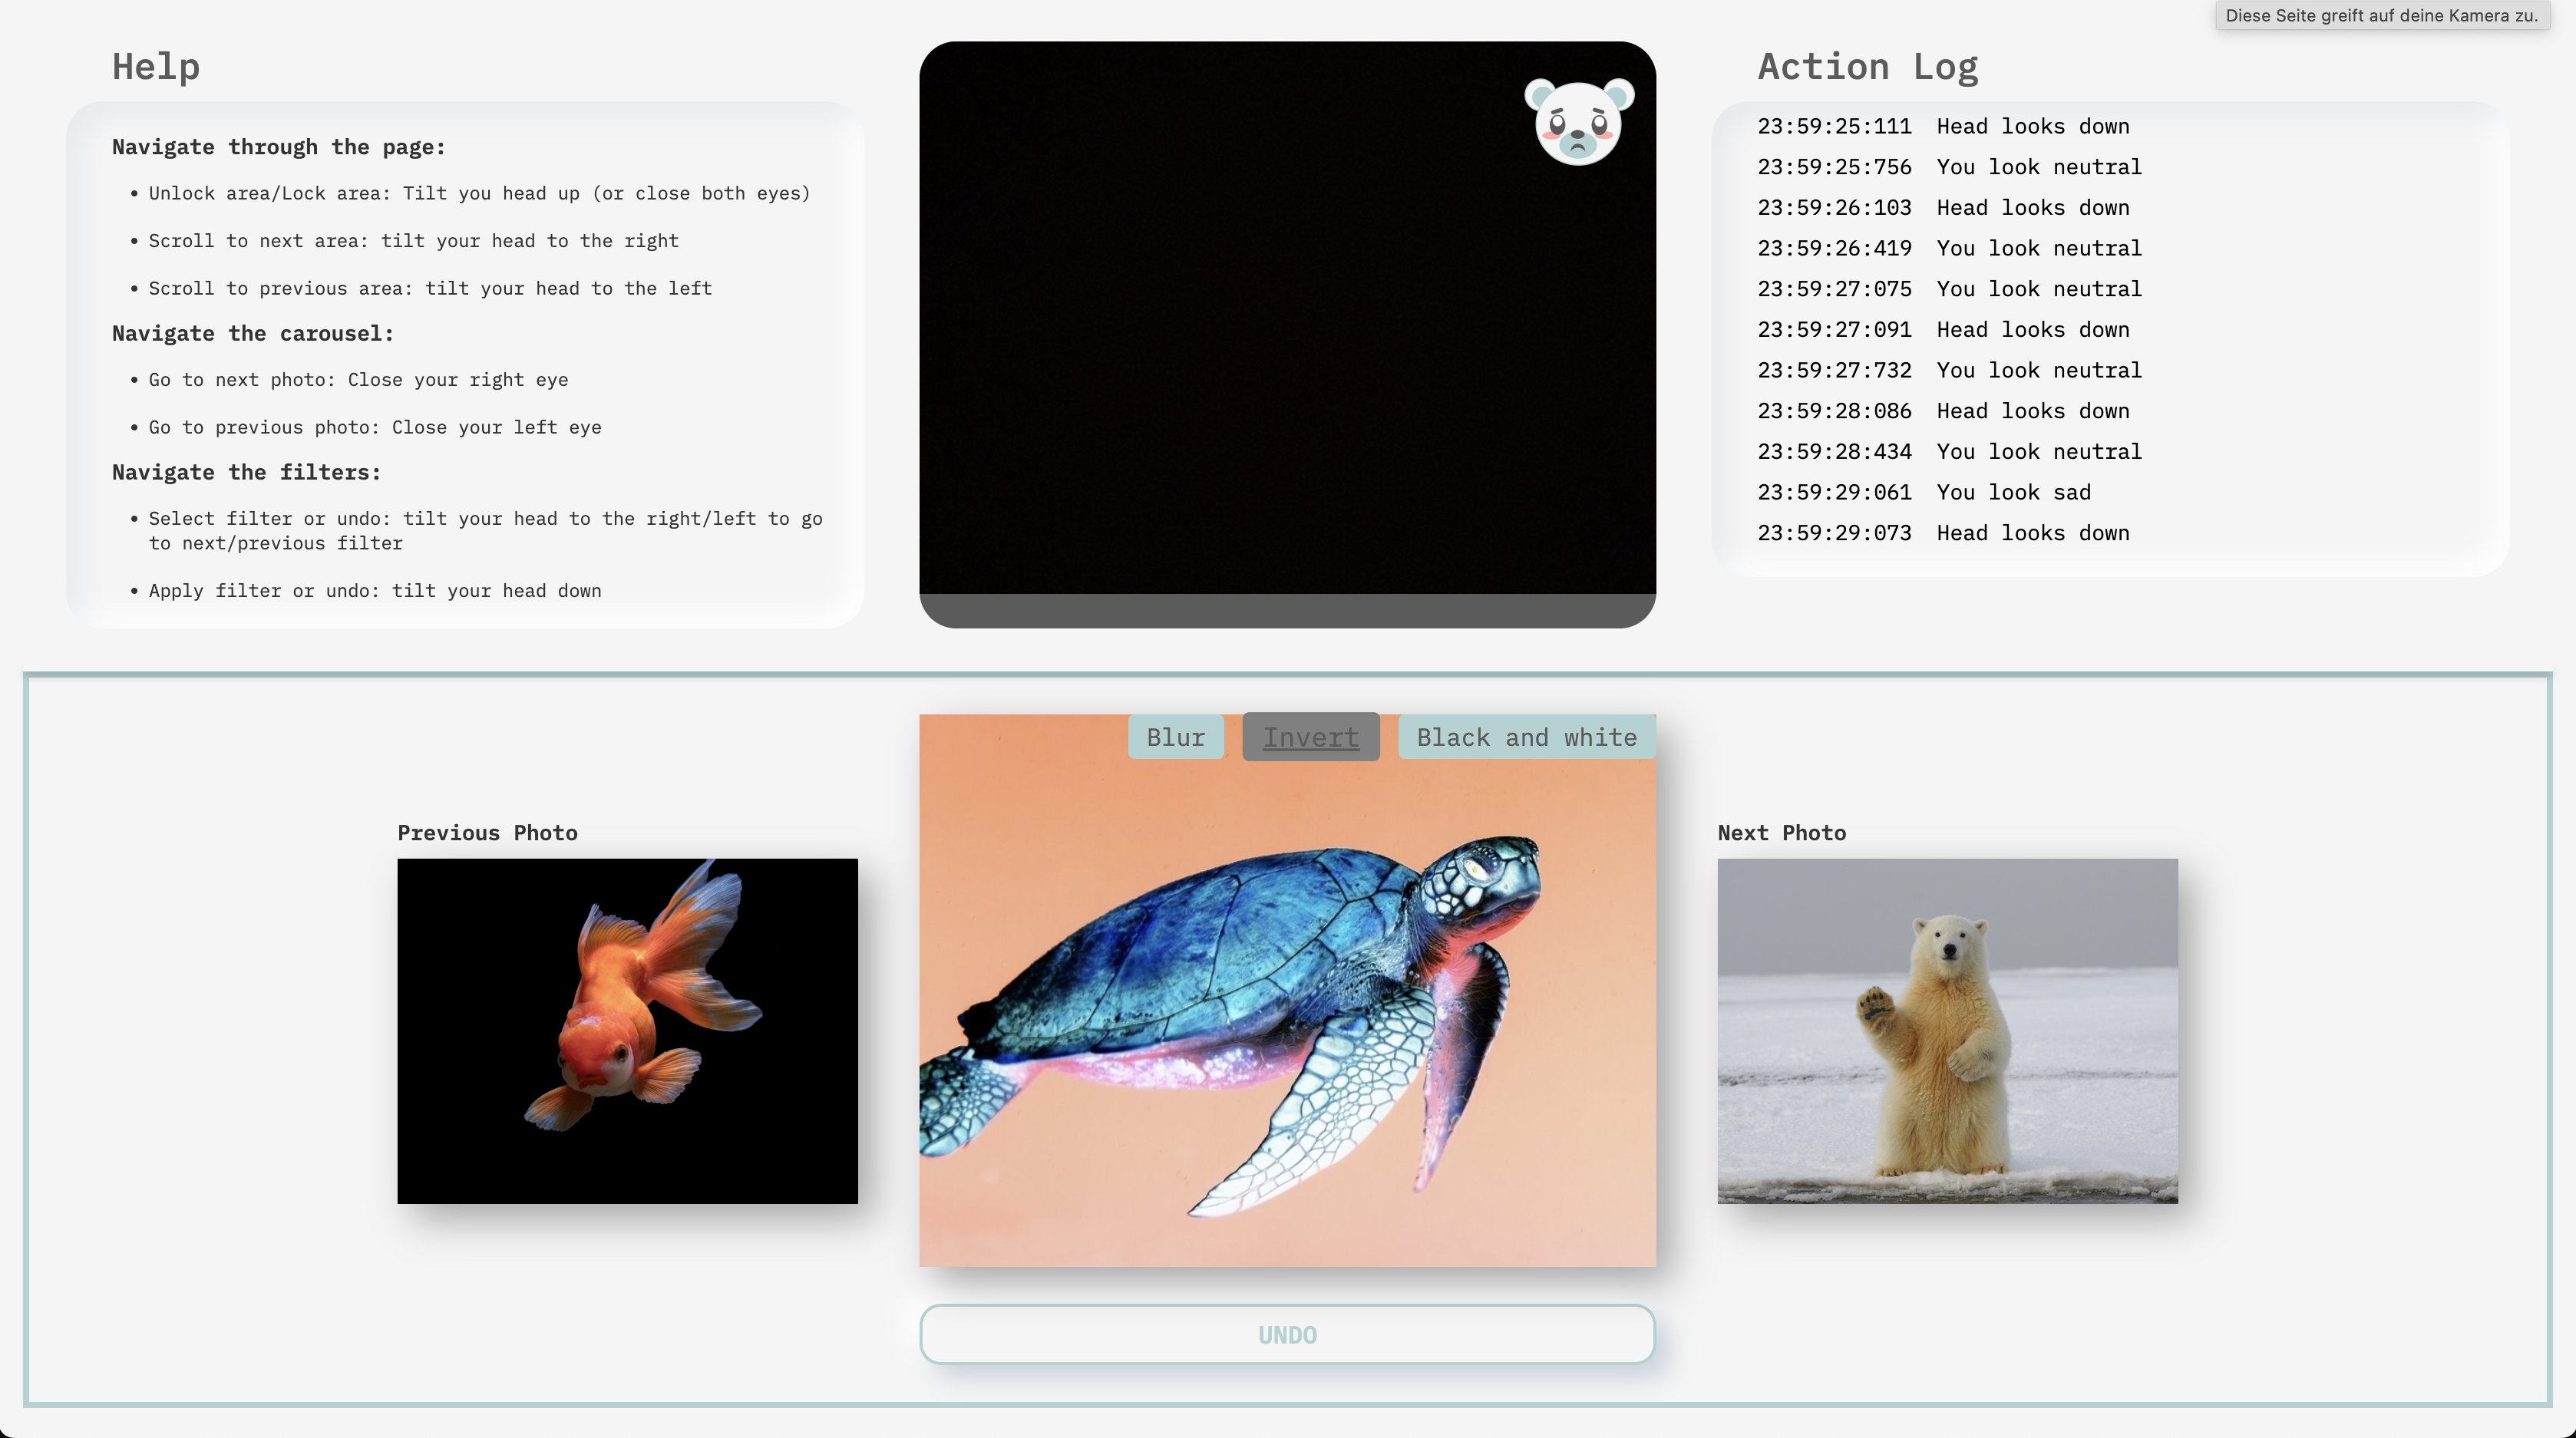 Diese Seite greift auf deine Kamera zu.
Help
Navigate through the page:
• Unlock area/Lock area: Tilt you head up (or close both eyes)
• Scroll to next area: tilt your head to the right
• Scroll to previous area: tilt your head to the left
Navigate the carousel:
• Go to next photo: Close your right eye
• Go to previous photo: Close your left eye
Navigate the filters:
• Select filter or undo: tilt your head to the right/left to go
to next/previous filter
• Apply filter or undo: tilt your head down
Action Log
23:59:25:111 Head looks down
23:59:25:756 You look neutral
23:59:26:103 Head looks down
23:59:26:419 You look neutral
23:59:27:075 You look neutral
23:59:27:091 Head looks down
23:59:27:732 You look neutral
23:59:28:086 Head looks down
23:59:28:434 You look neutral
23:59:29:061 You look sad
23:59:29:073 Head looks down
Blur
Invert
Black and white
Previous Photo
Next Photo
UNDO